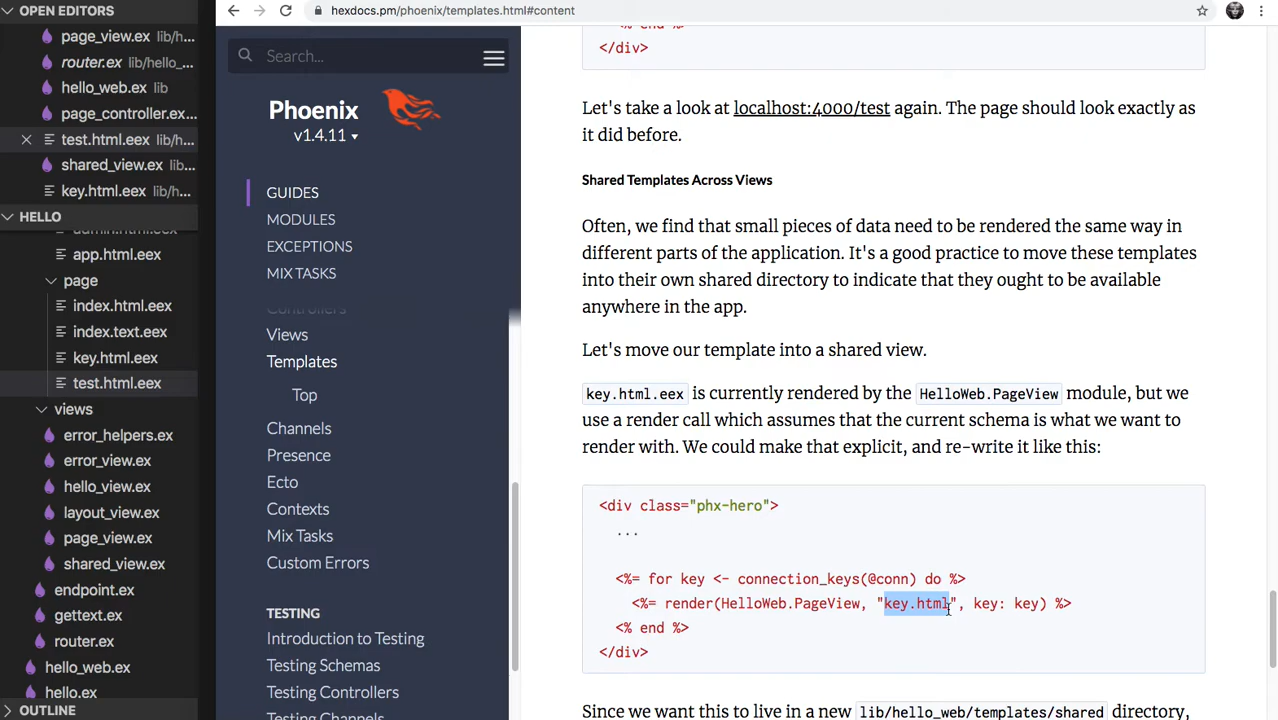 OPEN EDITORS
page_view.ex lib/h...
router.ex lib/hello_...
hello_web.ex lib
page_controller.ex...
test.html.eex lib/h...
shared_view.ex lib...
key.html.eex lib/h...
HELLO
admin.html.eex
app.html.eex
page
index.html.eex
index.text.eex
key.html.eex
test.html.eex
views
error_helpers.ex
error_view.ex
hello_view.ex
layout_view.ex
page_view.ex
shared_view.ex
endpoint.ex
gettext.ex
router.ex
hello_web.ex
hello.ex
OUTLINE
hexdocs.pm/phoenix/templates.html#content
Search...
Phoenix
v1.4.11
GUIDES
MODULES
EXCEPTIONS
MIX TASKS
Controllers
Views
Templates
Top
Channels
Presence
Ecto
Contexts
Mix Tasks
Custom Errors
TESTING
Introduction to Testing
Testing Schemas
Testing Controllers
Testing Channels
<% end %>
</div>
Let's take a look at localhost:4000/test again. The page should look exactly as
it did before.
Shared Templates Across Views
Often, we find that small pieces of data need to be rendered the same way in
different parts of the application. It's a good practice to move these templates
into their own shared directory to indicate that they ought to be available
anywhere in the app.
Let's move our template into a shared view.
key.html.eex is currently rendered by the HelloWeb.PageView module, but we
use a render call which assumes that the current schema is what we want to
render with. We could make that explicit, and re-write it like this:
<div class="phx-hero">
...
<%= for key <- connection_keys(@conn) do %>
<%= render(HelloWeb.PageView, "key.html", key: key) %>
<% end %>
</div>
Since we want this to live in a new lib/hello_web/templates/shared directory,